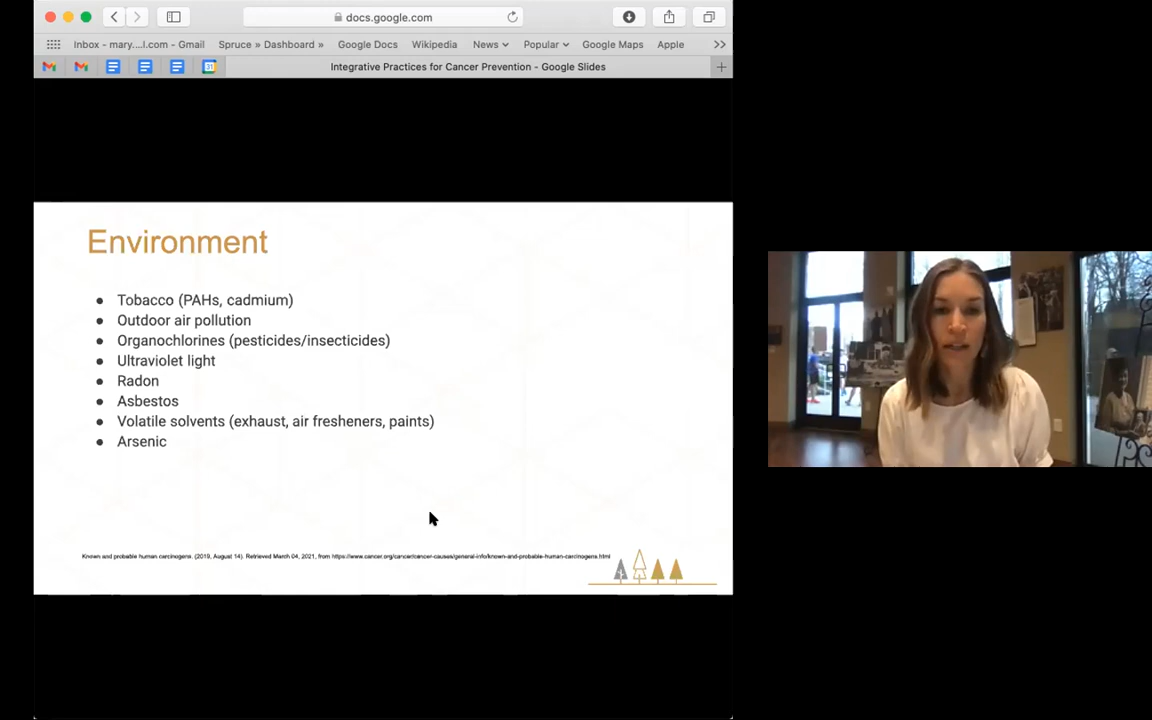 docs.google.com
Inbox - mary....l.com - Gmail
Spruce » Dashboard »
Google Docs
Wikipedia
News
Popular
Google Maps
Apple
>>
31
Integrative Practices for Cancer Prevention - Google Slides
Environment
● Tobacco (PAHs, cadmium)
● Outdoor air pollution
● Organochlorines (pesticides/insecticides)
● Ultraviolet light
● Radon
● Asbestos
● Volatile solvents (exhaust, air fresheners, paints)
● Arsenic
Known and probable human carcinogens. (2019, August 14). Retrieved March 04, 2021, from https://www.cancer.org/cancer/cancer-causes/general-info/known-and-probable-human-carcinogens.html